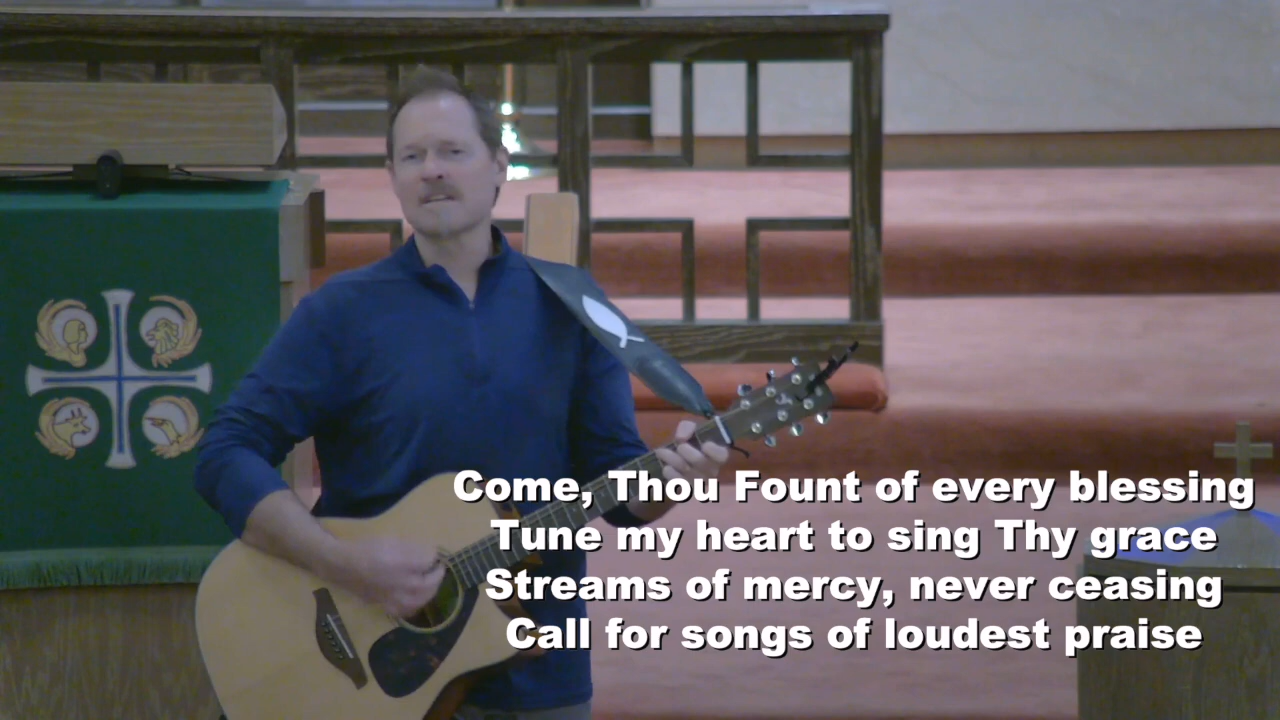 Come, Thou Fount of every blessing
Tune my heart to sing Thy grace
Streams of mercy, never ceasing
Call for songs of loudest praise